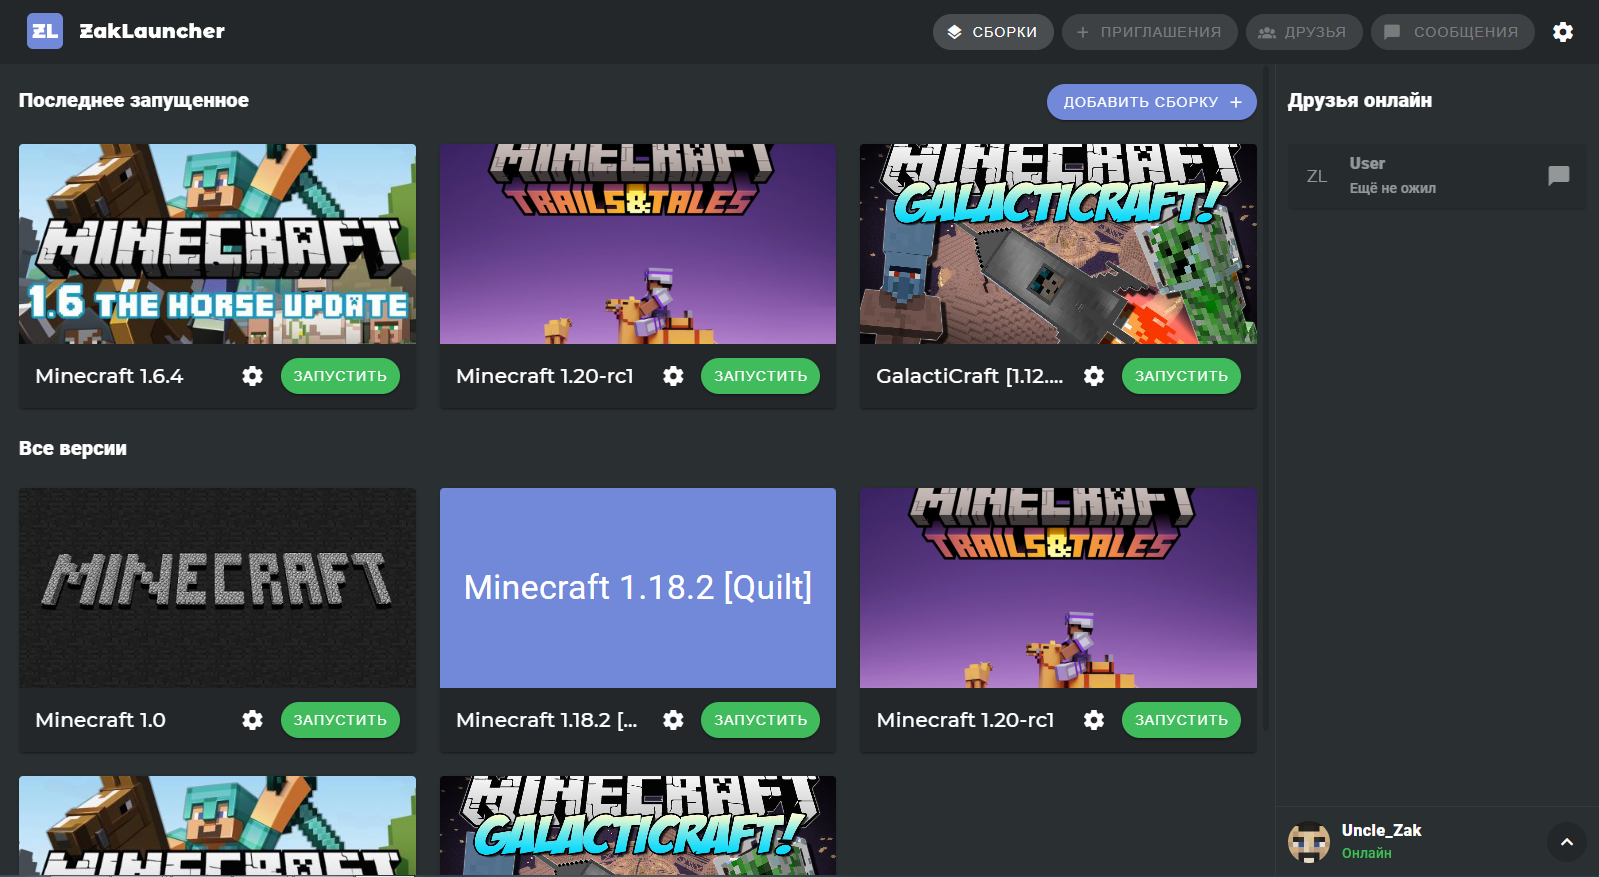 ZL ZakLauncher
СБОРКИ
ПРИГЛАШЕНИЯ
ДРУЗЬЯ
СООБЩЕНИЯ
Последнее запущенное
ДОБАВИТЬ СБОРКУ +
MINECRAFT
1.6 THE HORSE UPDATE
Minecraft 1.6.4
ЗАПУСТИТЬ
MINECRAFT
TRAILS&TALES
Minecraft 1.20-rc1
ЗАПУСТИТЬ
MINECRAFT
GALACTICRAFT!
GalactiCraft [1.12....
ЗАПУСТИТЬ
Все версии
MINECRAFT
Minecraft 1.0
ЗАПУСТИТЬ
Minecraft 1.18.2 [Quilt]
Minecraft 1.18.2 [...
ЗАПУСТИТЬ
MINECRAFT
TRAILS&TALES
Minecraft 1.20-rc1
ЗАПУСТИТЬ
MINECRAFT
MINECRAFT
GALACTICRAFT!
Друзья онлайн
ZL
User
Ещё не ожил
Uncle_Zak
Онлайн